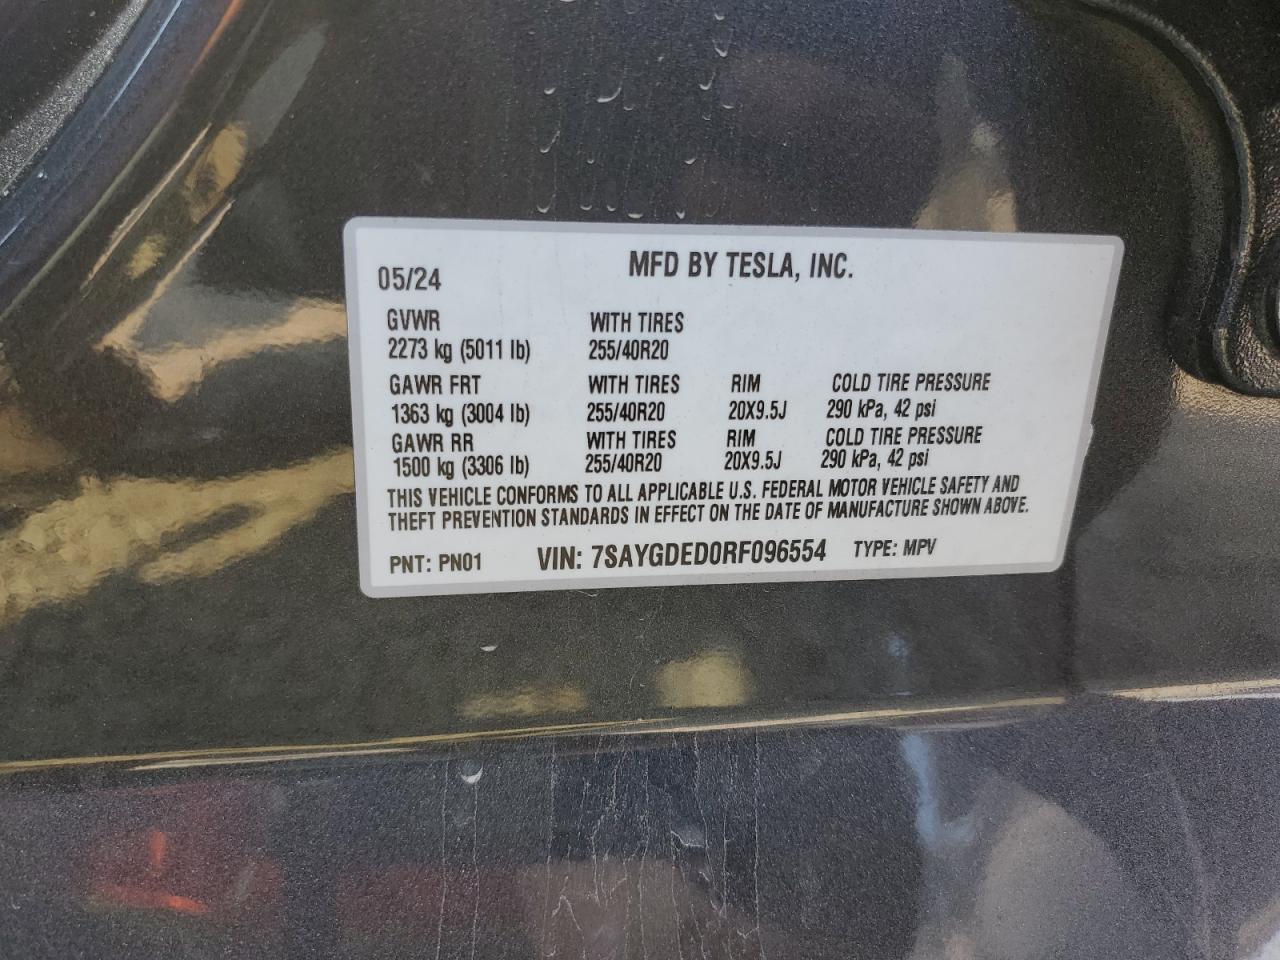 MFD BY TESLA, INC.
05/24
GVWR WITH TIRES
2273 kg (5011 lb) 255/40R20
GAWR FRT WITH TIRES RIM COLD TIRE PRESSURE
1363 kg (3004 lb) 255/40R20 20X9.5J 290 kPa, 42 psi
GAWR RR WITH TIRES RIM COLD TIRE PRESSURE
1500 kg (3306 lb) 255/40R20 20X9.5J 290 kPa, 42 psi
THIS VEHICLE CONFORMS TO ALL APPLICABLE U.S. FEDERAL MOTOR VEHICLE SAFETY AND
THEFT PREVENTION STANDARDS IN EFFECT ON THE DATE OF MANUFACTURE SHOWN ABOVE.
PNT: PN01 VIN: 7SAYGDED0RF096554 TYPE: MPV